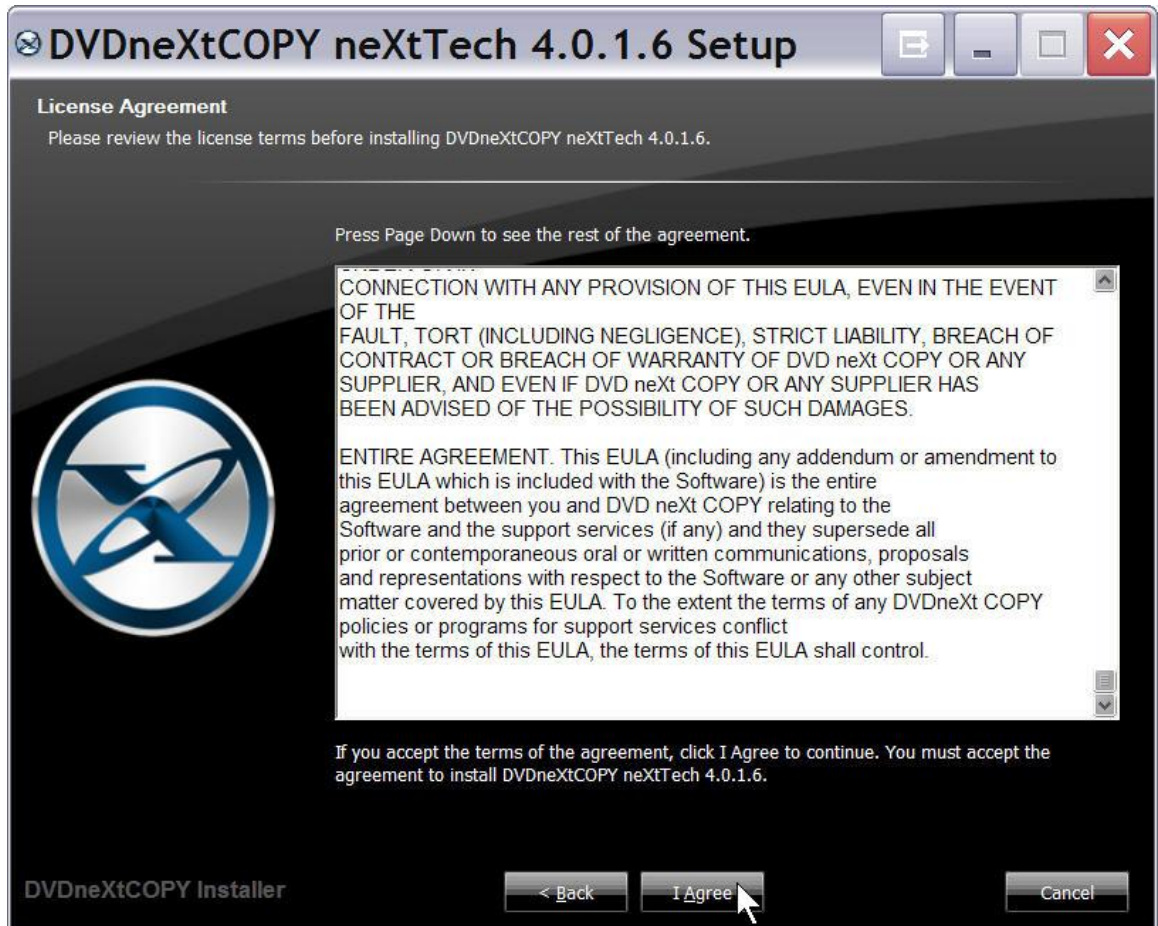 DVDneXtCOPY neXtTech 4.0.1.6 Setup
License Agreement
Please review the license terms before installing DVDneXtCOPY neXtTech 4.0.1.6.
Press Page Down to see the rest of the agreement.
CONNECTION WITH ANY PROVISION OF THIS EULA, EVEN IN THE EVENT
OF THE
FAULT, TORT (INCLUDING NEGLIGENCE), STRICT LIABILITY, BREACH OF
CONTRACT OR BREACH OF WARRANTY OF DVD neXt COPY OR ANY
SUPPLIER, AND EVEN IF DVD neXt COPY OR ANY SUPPLIER HAS
BEEN ADVISED OF THE POSSIBILITY OF SUCH DAMAGES.
ENTIRE AGREEMENT. This EULA (including any addendum or amendment to
this EULA which is included with the Software) is the entire
agreement between you and DVD neXt COPY relating to the
Software and the support services (if any) and they supersede all
prior or contemporaneous oral or written communications, proposals
and representations with respect to the Software or any other subject
matter covered by this EULA. To the extent the terms of any DVDneXt COPY
policies or programs for support services conflict
with the terms of this EULA, the terms of this EULA shall control.
If you accept the terms of the agreement, click I Agree to continue. You must accept the
agreement to install DVDneXtCOPY neXtTech 4.0.1.6.
DVDneXtCOPY Installer
< Back
I Agree
Cancel